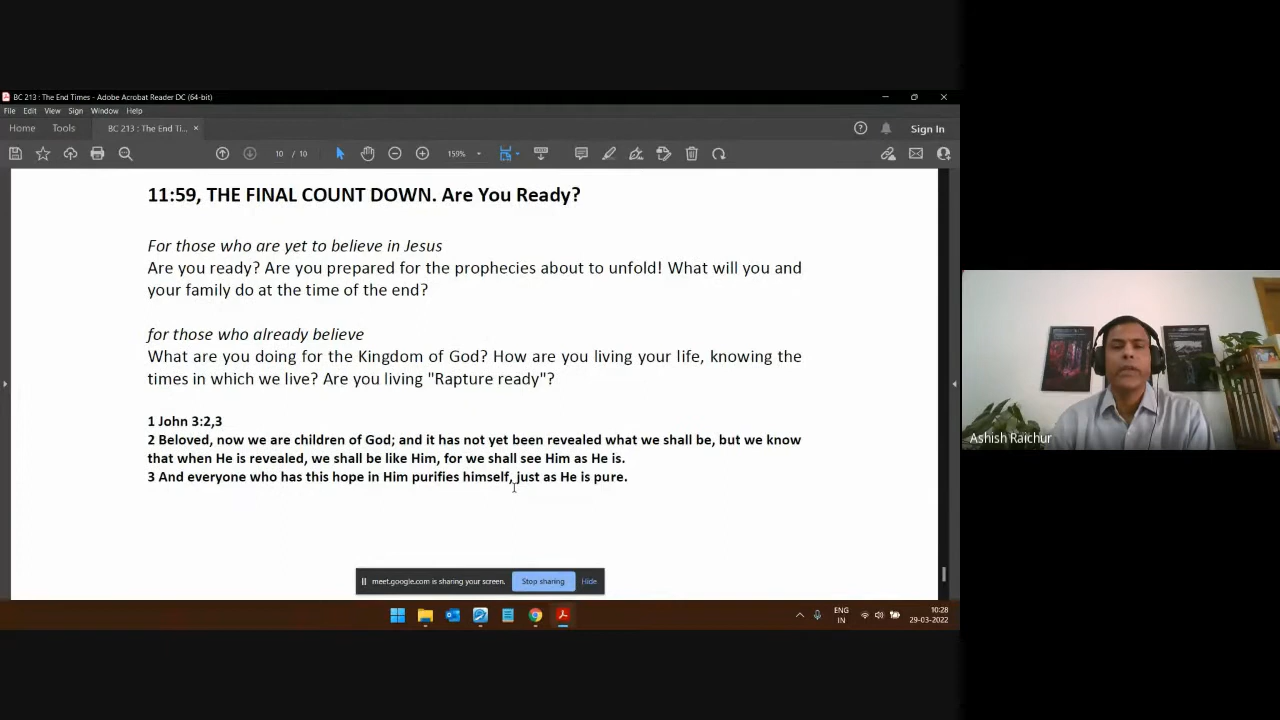 BC 213 : The End Times - Adobe Acrobat Reader DC (64-bit)
File Edit View Sign Window Help
Home Tools BC 213 : The End Ti... × Sign In
10 / 10 159%
11:59, THE FINAL COUNT DOWN. Are You Ready?
For those who are yet to believe in Jesus
Are you ready? Are you prepared for the prophecies about to unfold! What will you and
your family do at the time of the end?
for those who already believe
What are you doing for the Kingdom of God? How are you living your life, knowing the
times in which we live? Are you living "Rapture ready"?
1 John 3:2,3
2 Beloved, now we are children of God; and it has not yet been revealed what we shall be, but we know
that when He is revealed, we shall be like Him, for we shall see Him as He is.
3 And everyone who has this hope in Him purifies himself, just as He is pure.
Ashish Raichur
meet.google.com is sharing your screen. Stop sharing Hide
ENG
IN
10:28
29-03-2022